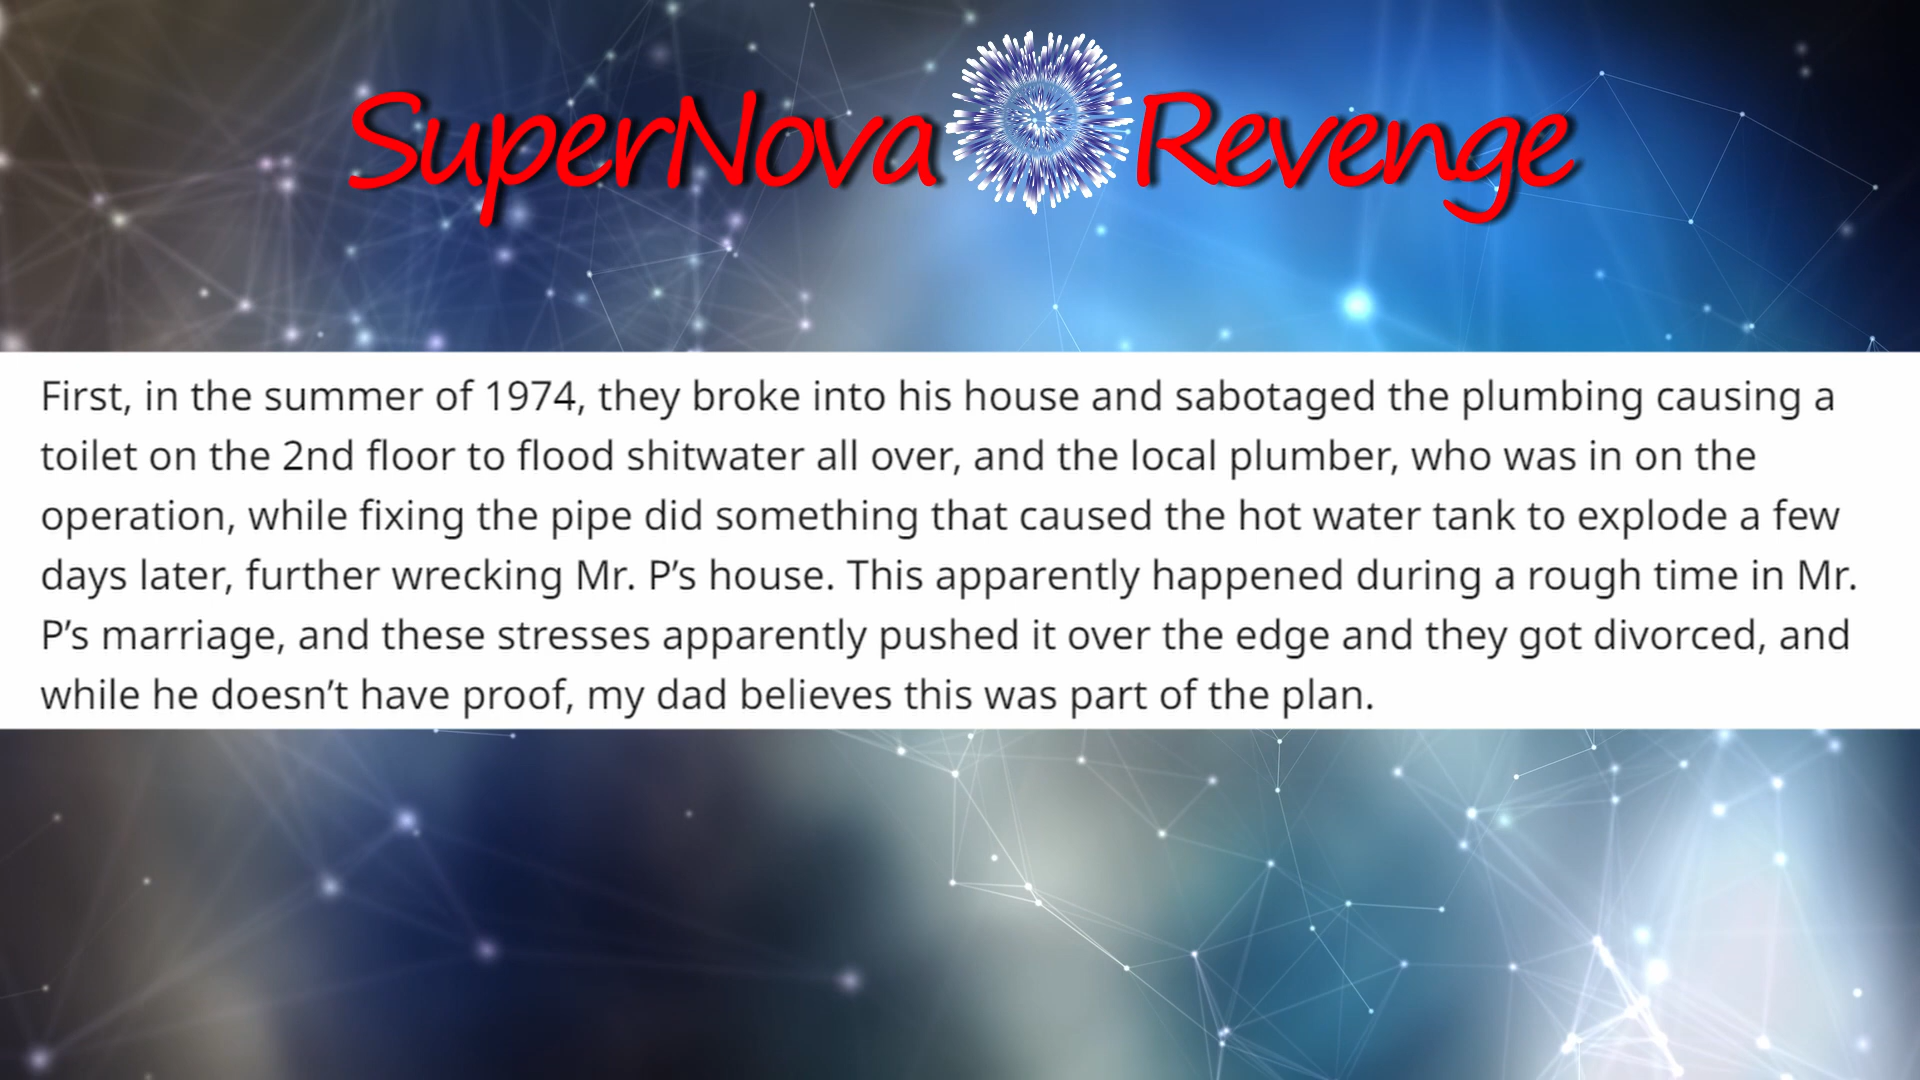 SuperNova Revenge
First, in the summer of 1974, they broke into his house and sabotaged the plumbing causing a
toilet on the 2nd floor to flood shitwater all over, and the local plumber, who was in on the
operation, while fixing the pipe did something that caused the hot water tank to explode a few
days later, further wrecking Mr. P’s house. This apparently happened during a rough time in Mr.
P’s marriage, and these stresses apparently pushed it over the edge and they got divorced, and
while he doesn’t have proof, my dad believes this was part of the plan.